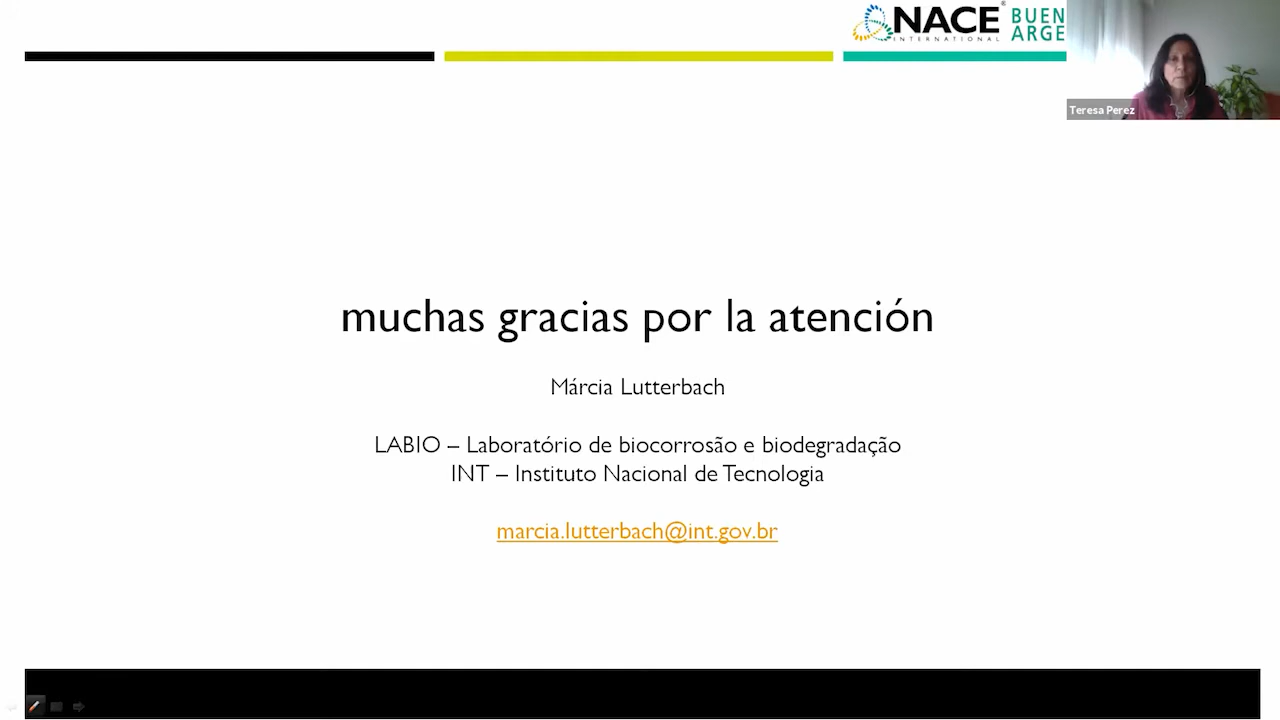 NACE
INTERNATIONAL
BUEN
ARGE
Teresa Perez
muchas gracias por la atención
Márcia Lutterbach
LABIO – Laboratório de biocorrosão e biodegradação
INT – Instituto Nacional de Tecnologia
marcia.lutterbach@int.gov.br